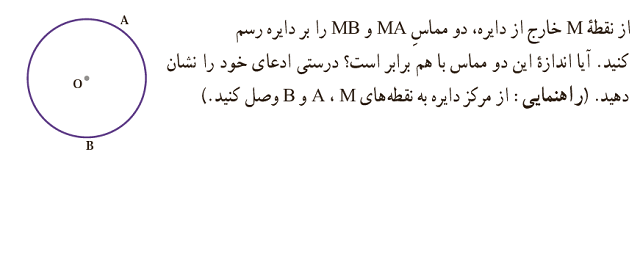 از نقطهٔ M خارج از دایره، دو مماسِ MA و MB را بر دایره رسم
کنید. آیا اندازهٔ این دو مماس با هم برابر است؟ درستی ادعای خود را نشان
دهید. (راهنمایی : از مرکز دایره به نقطه‌های A ، M و B وصل کنید.)
A
O
B